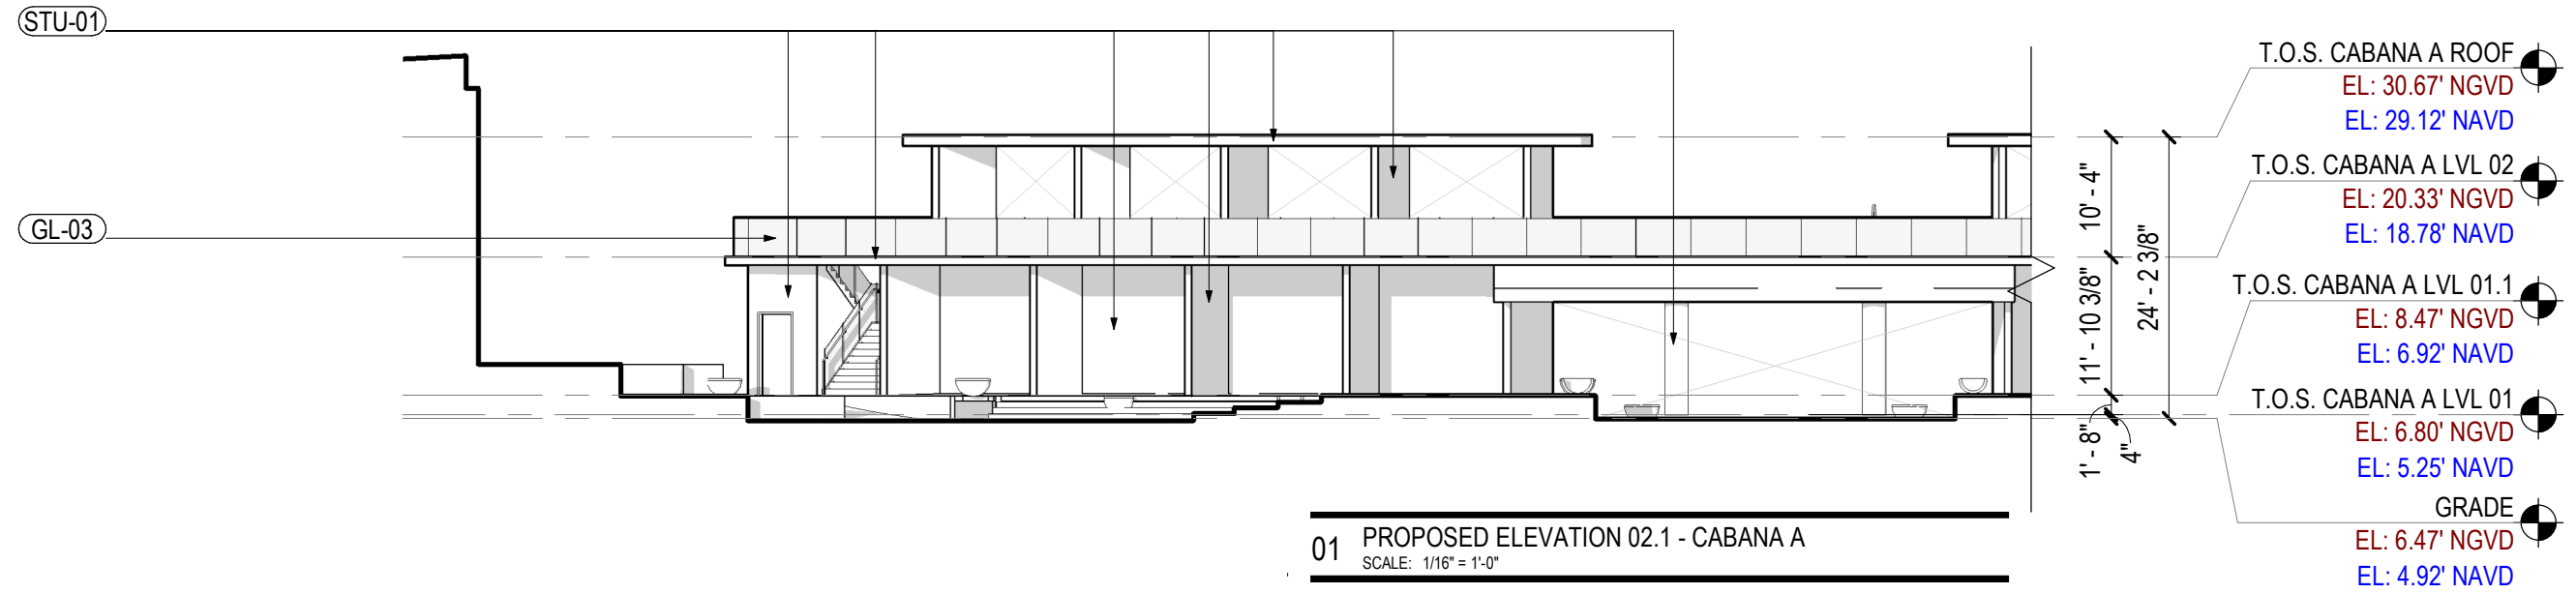 STU-01
GL-03
T.O.S. CABANA A ROOF
EL: 30.67' NGVD
EL: 29.12' NAVD
T.O.S. CABANA A LVL 02
EL: 20.33' NGVD
EL: 18.78' NAVD
T.O.S. CABANA A LVL 01.1
EL: 8.47' NGVD
EL: 6.92' NAVD
T.O.S. CABANA A LVL 01
EL: 6.80' NGVD
EL: 5.25' NAVD
GRADE
EL: 6.47' NGVD
EL: 4.92' NAVD
10' - 4"
11' - 10 3/8"
24' - 2 3/8"
1' - 8"
4"
01 PROPOSED ELEVATION 02.1 - CABANA A
SCALE: 1/16" = 1'-0"